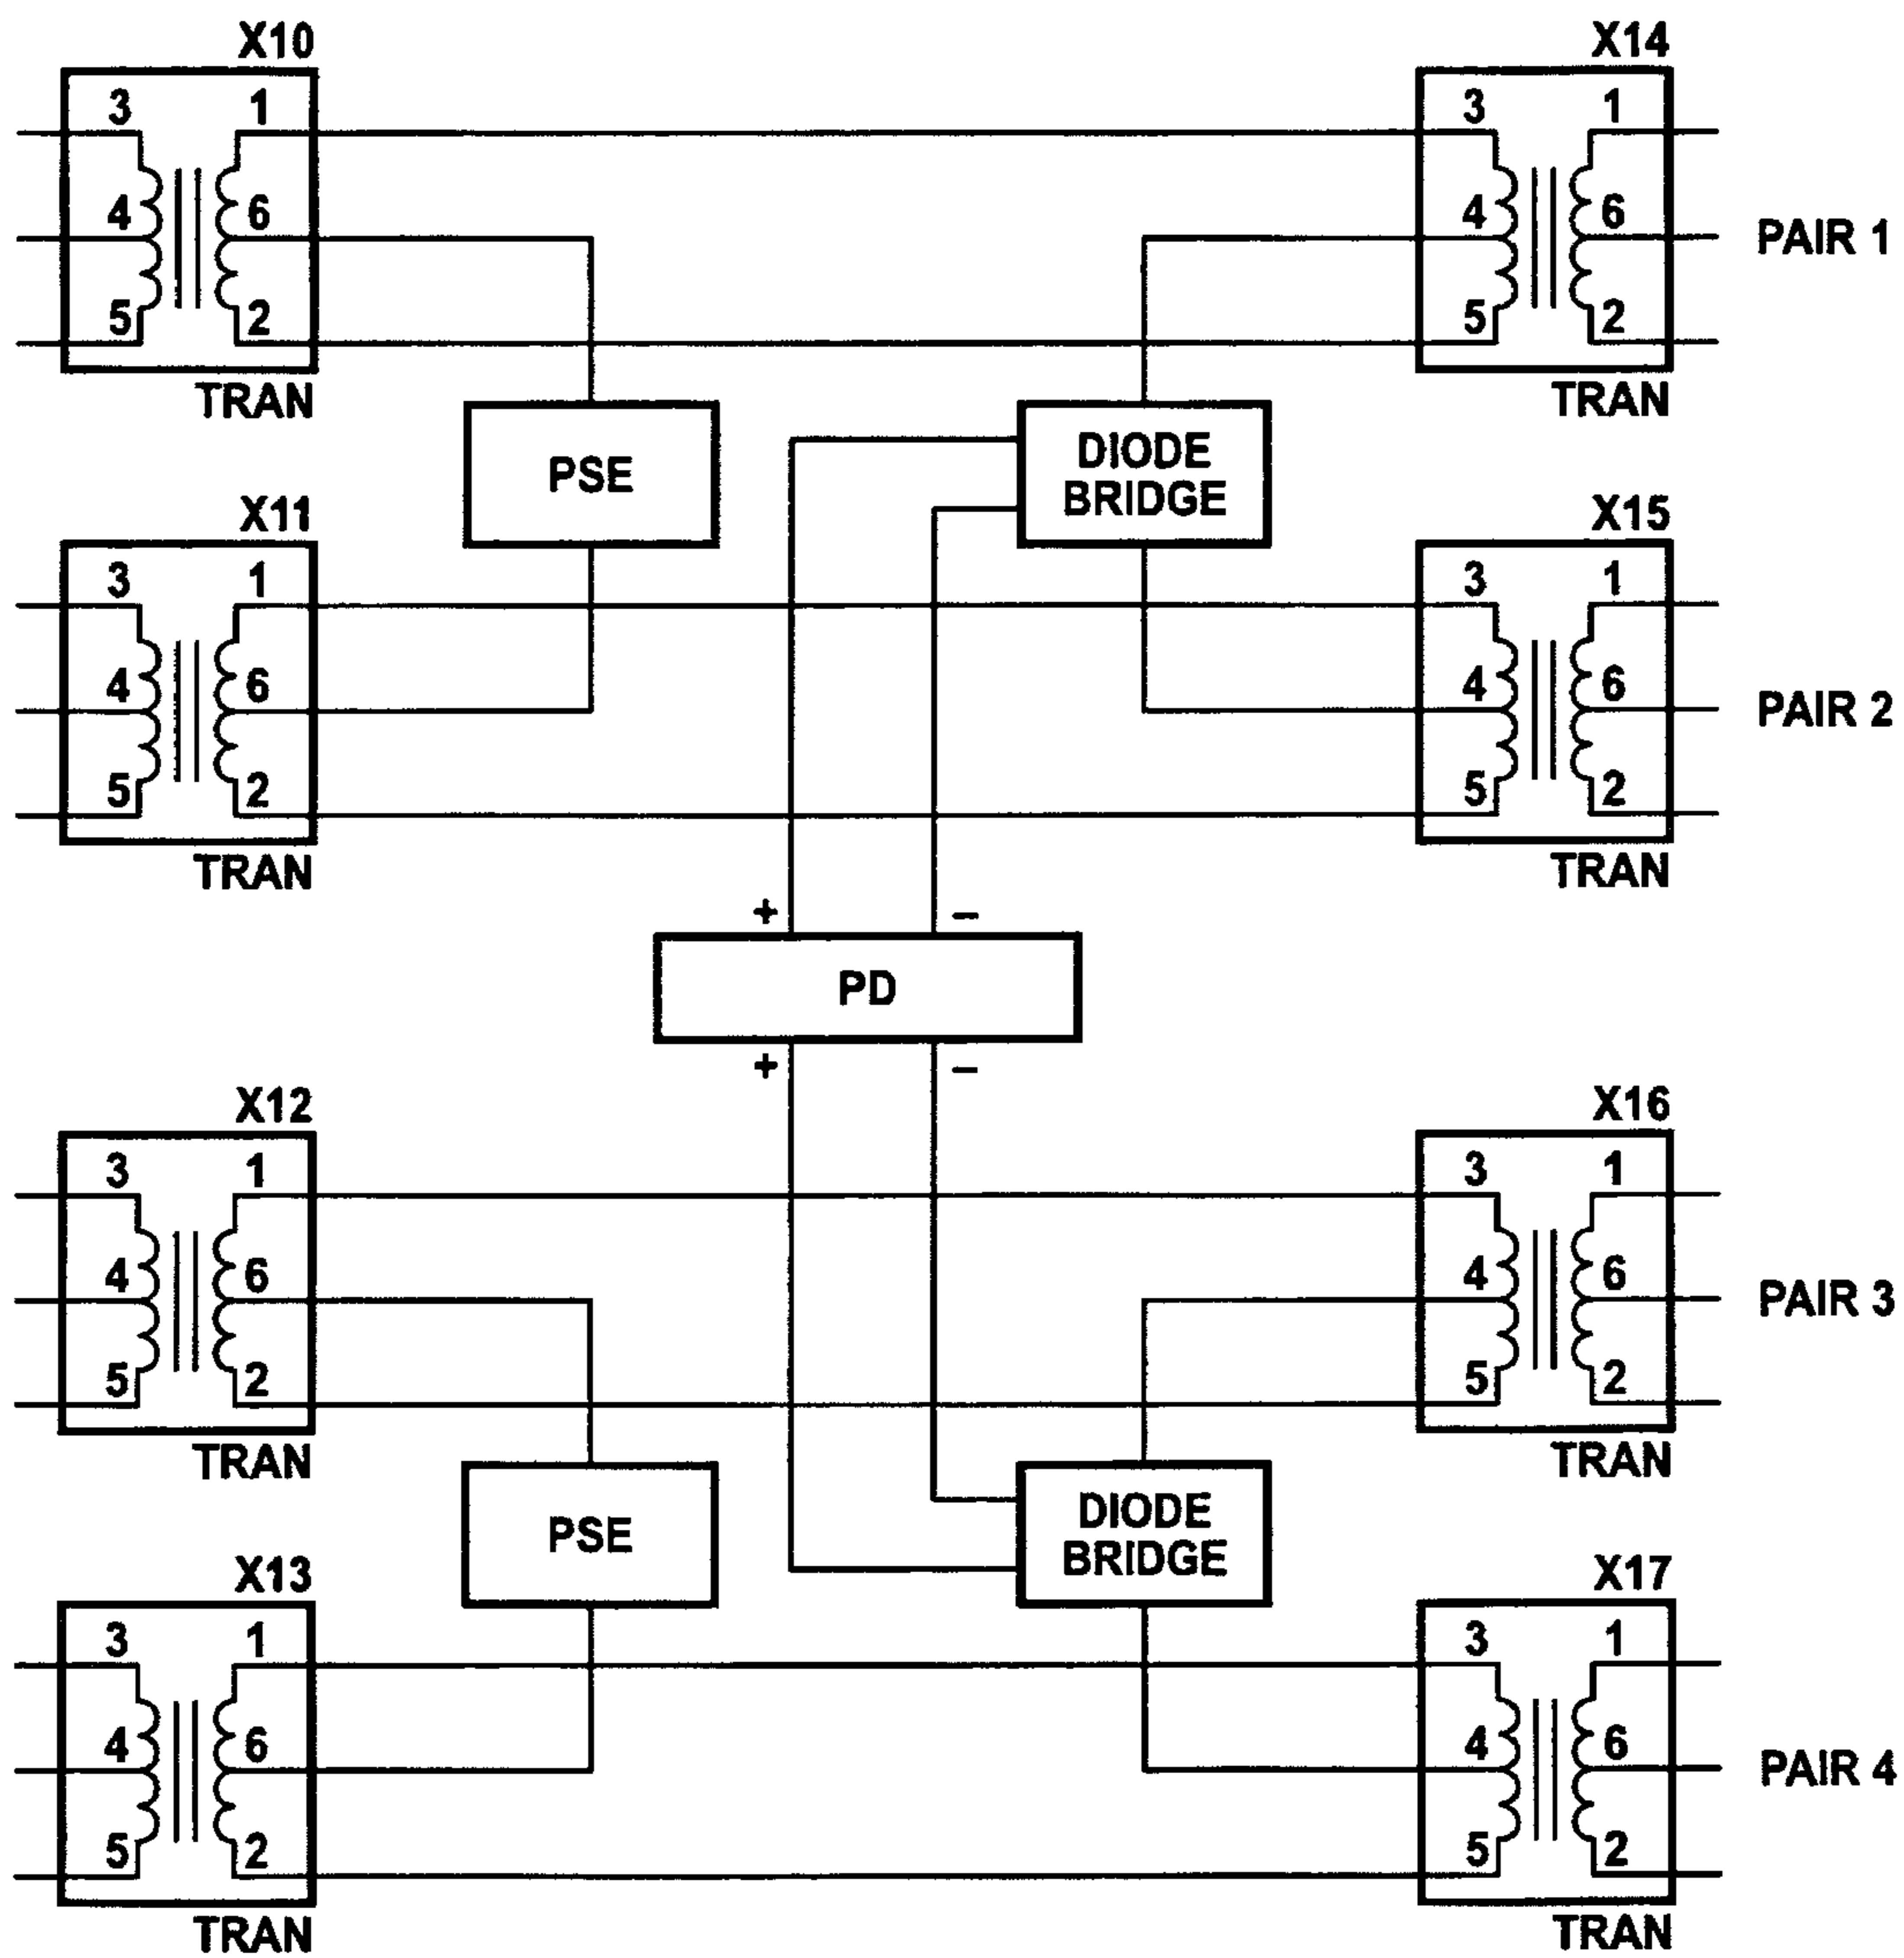 X10 X14
3 1 3 1
4 6 4 6 PAIR 1
5 2 5 2
TRAN TRAN
PSE DIODE
BRIDGE
X11 X15
3 1 3 1
4 6 4 6 PAIR 2
5 2 5 2
TRAN TRAN
+ −
PD
+ −
X12 X16
3 1 3 1
4 6 4 6 PAIR 3
5 2 5 2
TRAN TRAN
PSE DIODE
BRIDGE
X13 X17
3 1 3 1
4 6 4 6 PAIR 4
5 2 5 2
TRAN TRAN